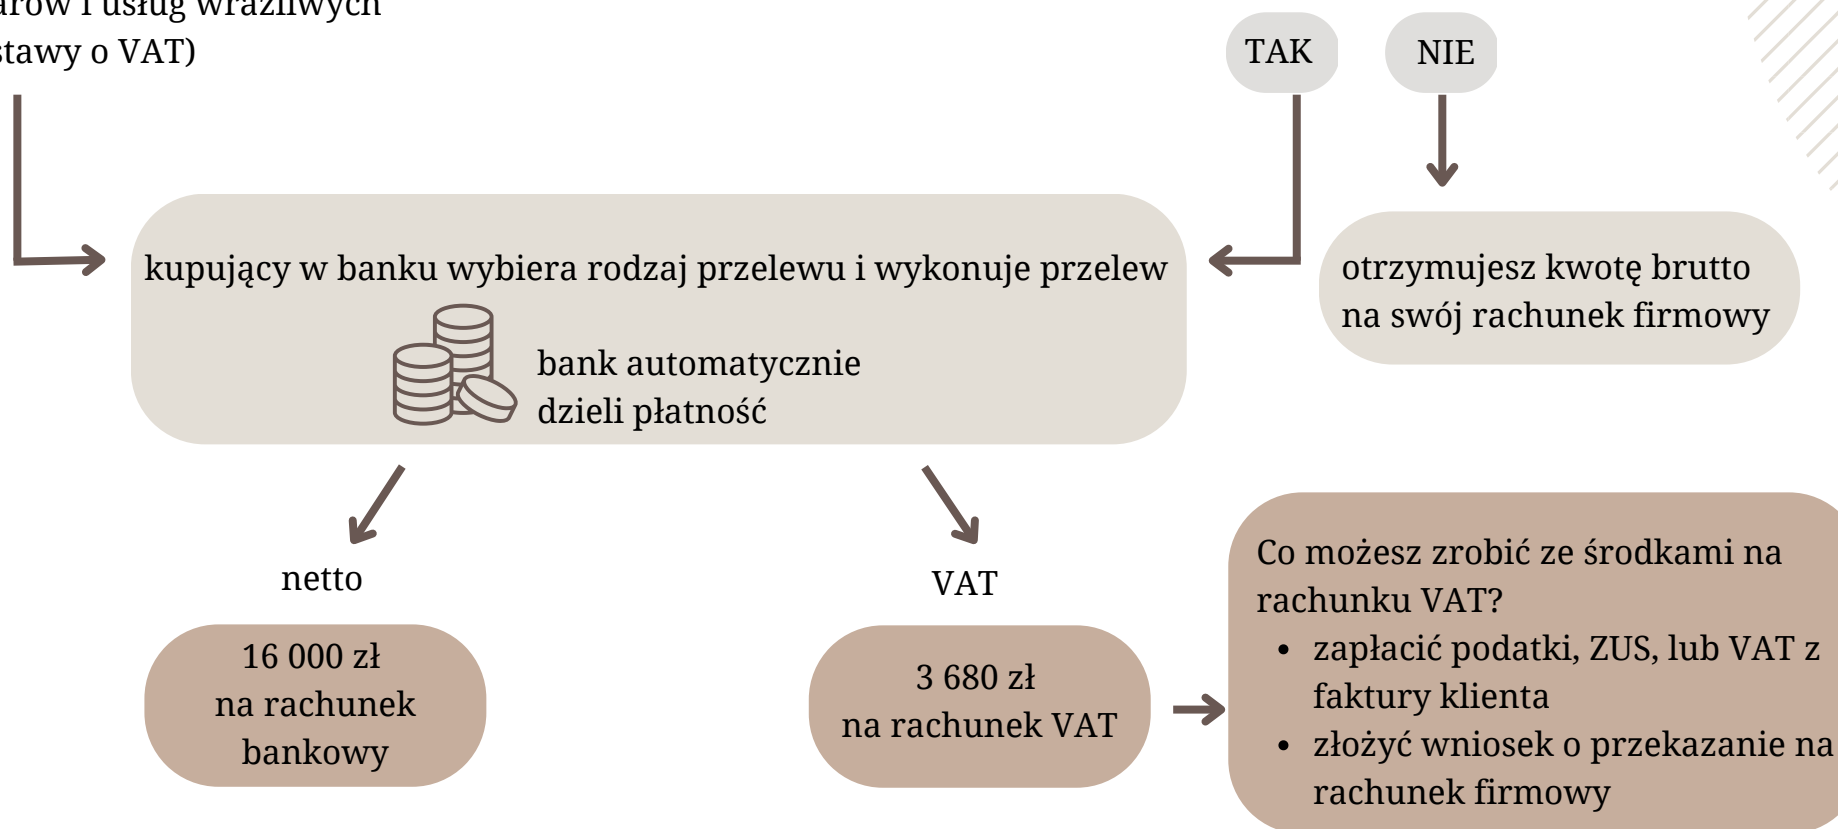 i usług wrażliwych
o VAT)
TAK
NIE
kupujący w banku wybiera rodzaj przelewu i wykonuje przelew
bank automatycznie
dzieli płatność
otrzymujesz kwotę brutto
na swój rachunek firmowy
netto
16 000 zł
na rachunek
bankowy
VAT
3 680 zł
na rachunek VAT
Co możesz zrobić ze środkami na
rachunku VAT?
• zapłacić podatki, ZUS, lub VAT z
faktury klienta
• złożyć wniosek o przekazanie na
rachunek firmowy